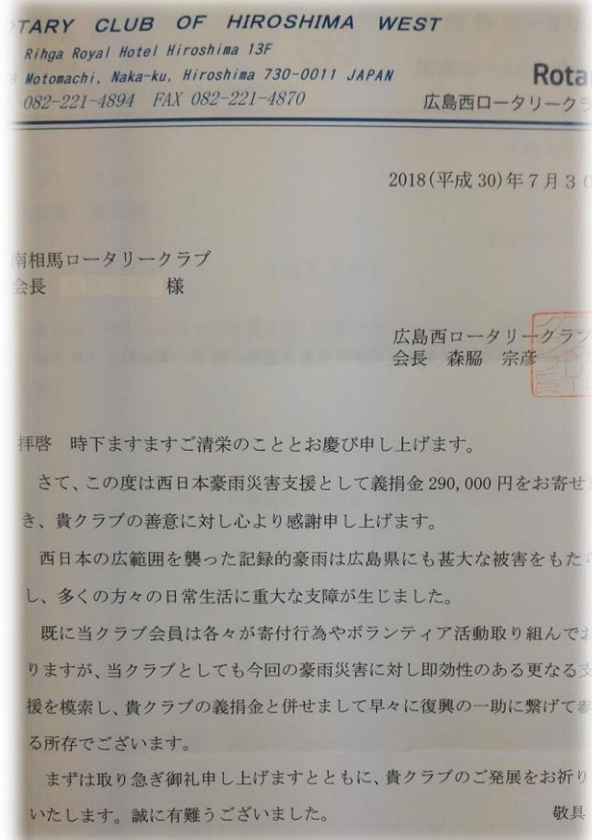 TARY CLUB OF HIROSHIMA WEST
Rihga Royal Hotel Hiroshima 13F
Motomachi, Naka-ku, Hiroshima 730-0011 JAPAN
082-221-4894 FAX 082-221-4870
Rota
広島西ロータリークラ
2018(平成 30)年７月３０
南相馬ロータリークラブ
会長 様
広島西ロータリークラブ
会長 森脇 宗彦
拝啓 時下ますますご清栄のこととお慶び申し上げます。
さて、この度は西日本豪雨災害支援として義捐金 290,000 円をお寄せ
き、貴クラブの善意に対し心より感謝申し上げます。
西日本の広範囲を襲った記録的豪雨は広島県にも甚大な被害をもたら
し、多くの方々の日常生活に重大な支障が生じました。
既に当クラブ会員は各々が寄付行為やボランティア活動取り組んでお
りますが、当クラブとしても今回の豪雨災害に対し即効性のある更なる支
援を模索し、貴クラブの義捐金と併せまして早々に復興の一助に繋げて参
る所存でございます。
まずは取り急ぎ御礼申し上げますとともに、貴クラブのご発展をお祈り
いたします。誠に有難うございました。 敬具